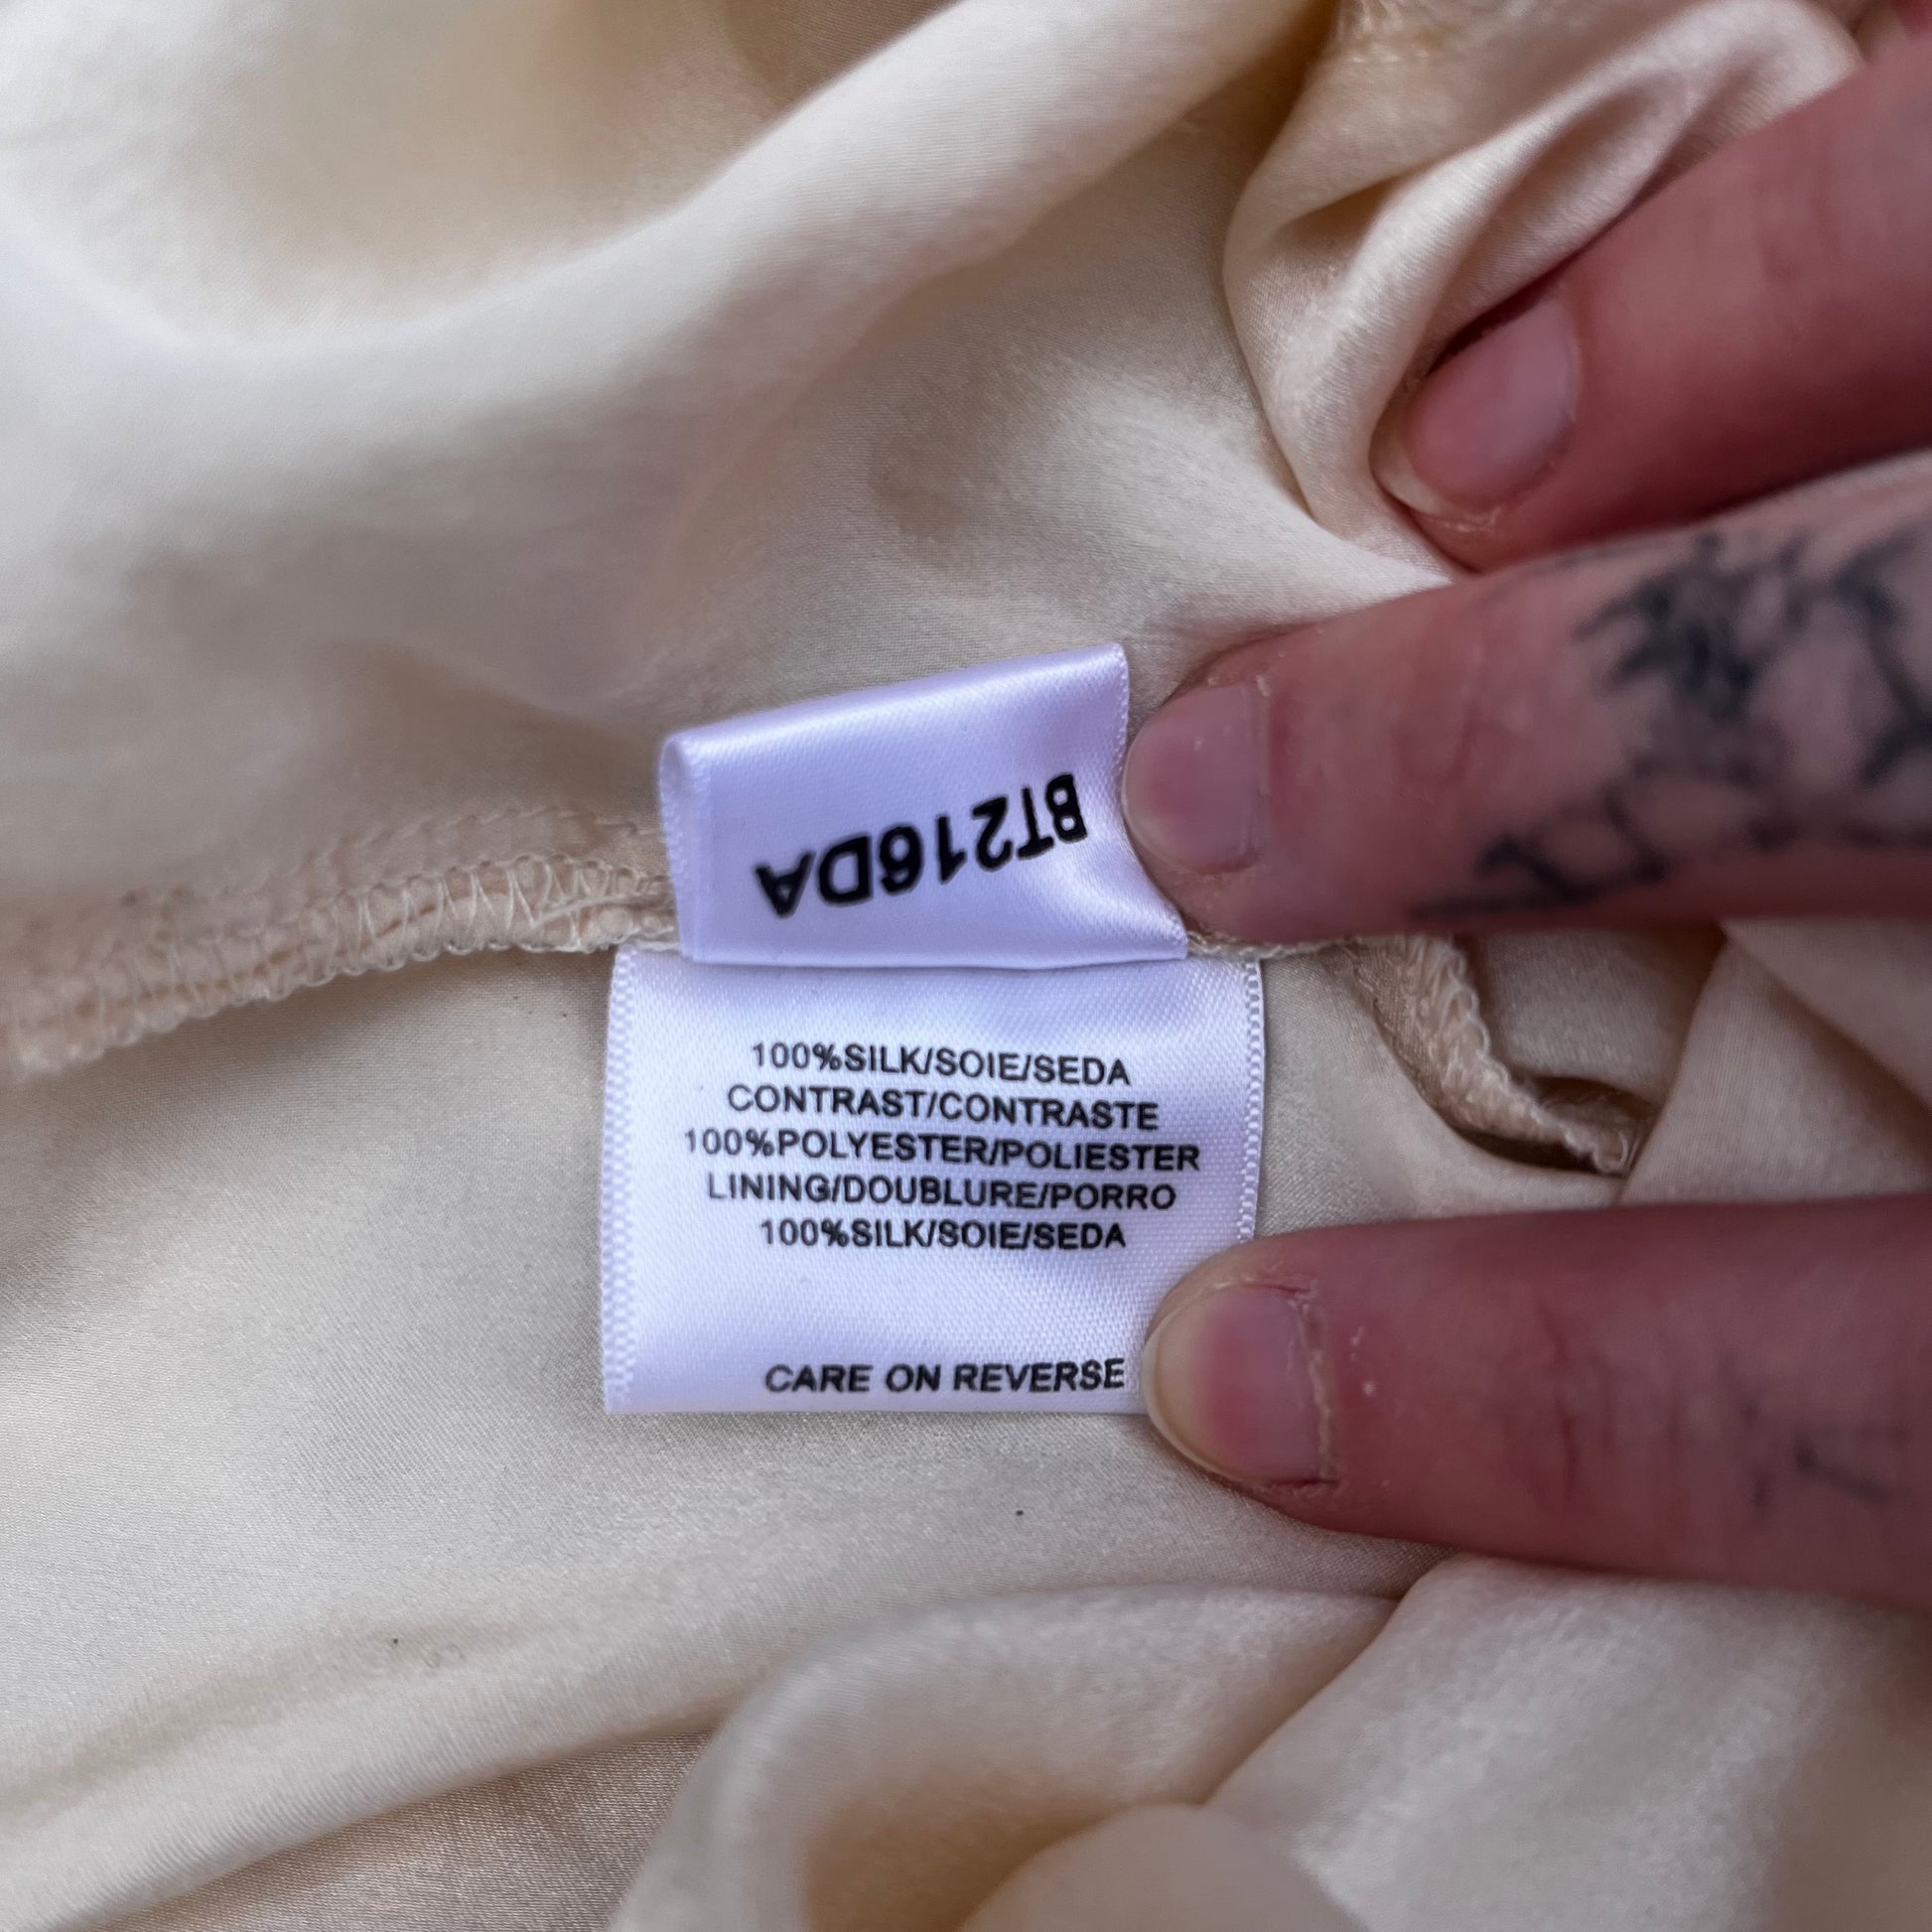 BT216DA
100%SILK/SOIE/SEDA
CONTRAST/CONTRASTE
100%POLYESTER/POLIESTER
LINING/DOUBLURE/PORRO
100%SILK/SOIE/SEDA
CARE ON REVERSE